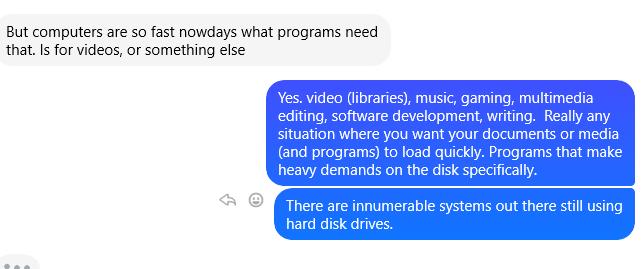 But computers are so fast nowdays what programs need
that. Is for videos, or something else
Yes. video (libraries), music, gaming, multimedia
editing, software development, writing.  Really any
situation where you want your documents or media
(and programs) to load quickly. Programs that make
heavy demands on the disk specifically.
There are innumerable systems out there still using
hard disk drives.